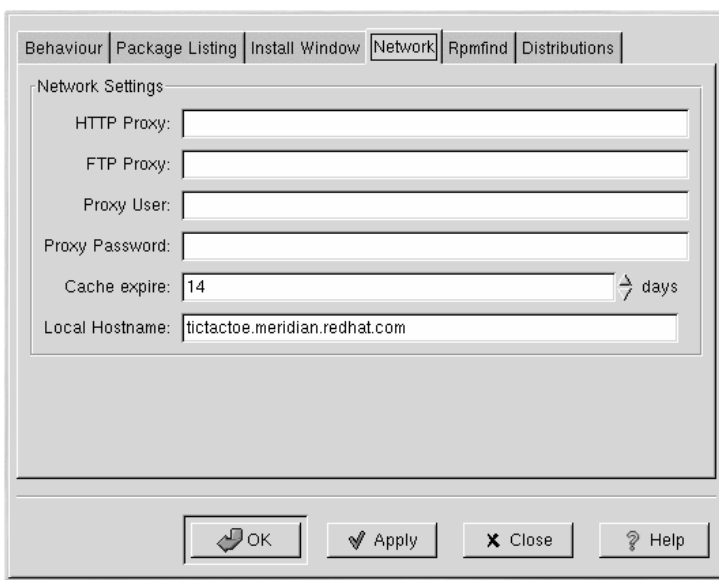 Behaviour Package Listing Install Window Network Rpmfind Distributions
Network Settings
HTTP Proxy:
FTP Proxy:
Proxy User:
Proxy Password:
Cache expire: 14 days
Local Hostname: tictactoe.meridian.redhat.com
OK Apply Close Help